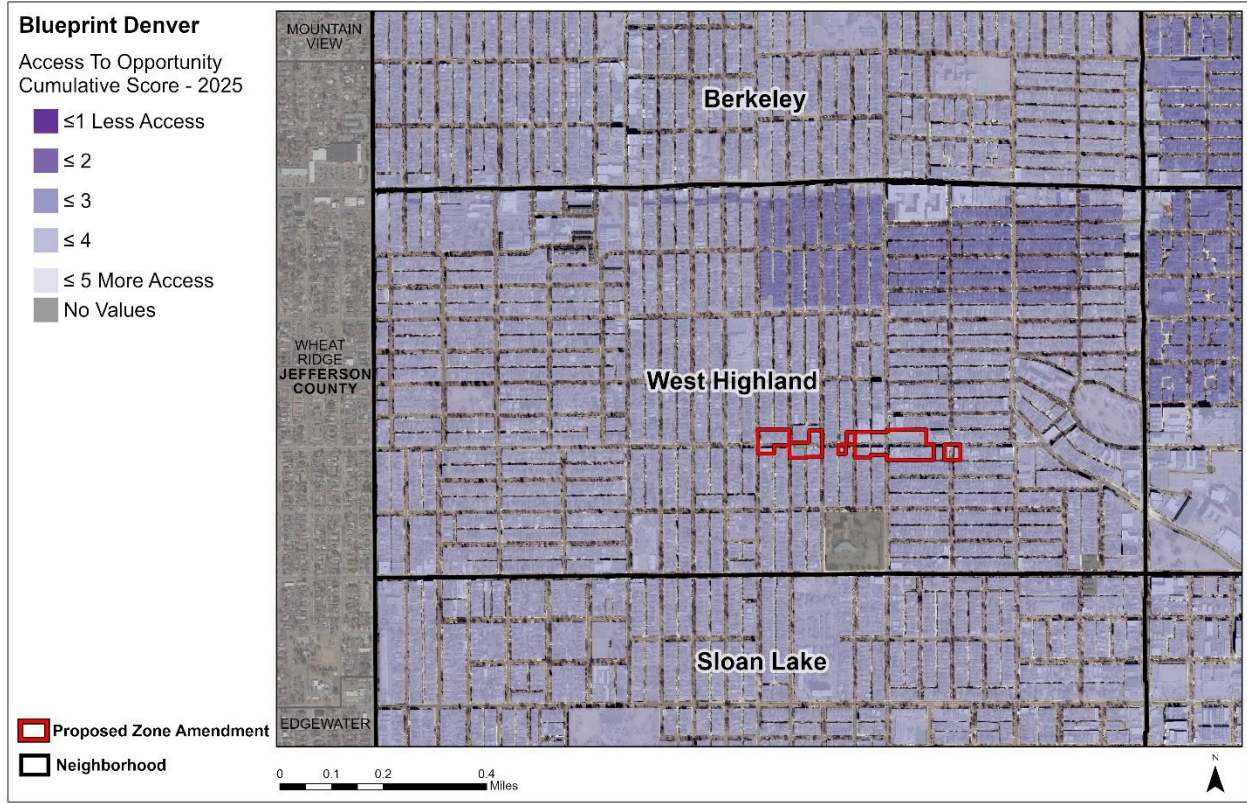 Blueprint Denver
Access To Opportunity
Cumulative Score - 2025
≤1 Less Access
≤ 2
≤ 3
≤ 4
≤ 5 More Access
No Values
Proposed Zone Amendment
Neighborhood
MOUNTAIN
VIEW
Berkeley
WHEAT
RIDGE
JEFFERSON
COUNTY
West Highland
Sloan Lake
EDGEWATER
0 0.1 0.2 0.4
Miles
N